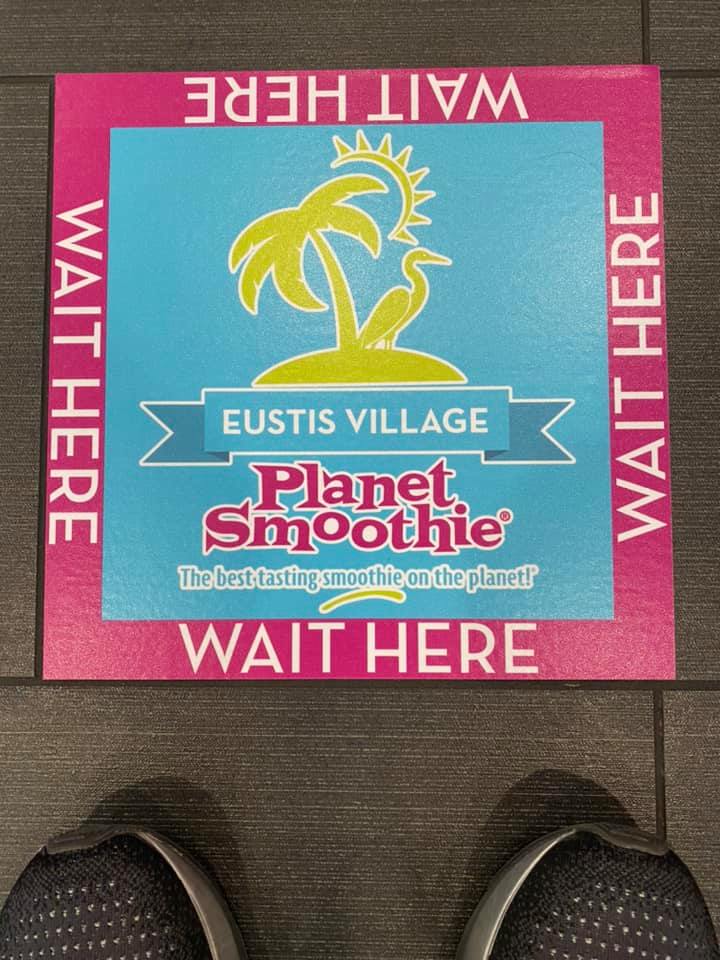 WAIT HERE
WAIT HERE
WAIT HERE
EUSTIS VILLAGE
Planet
Smoothie®
The best tasting smoothie on the planet!®
WAIT HERE